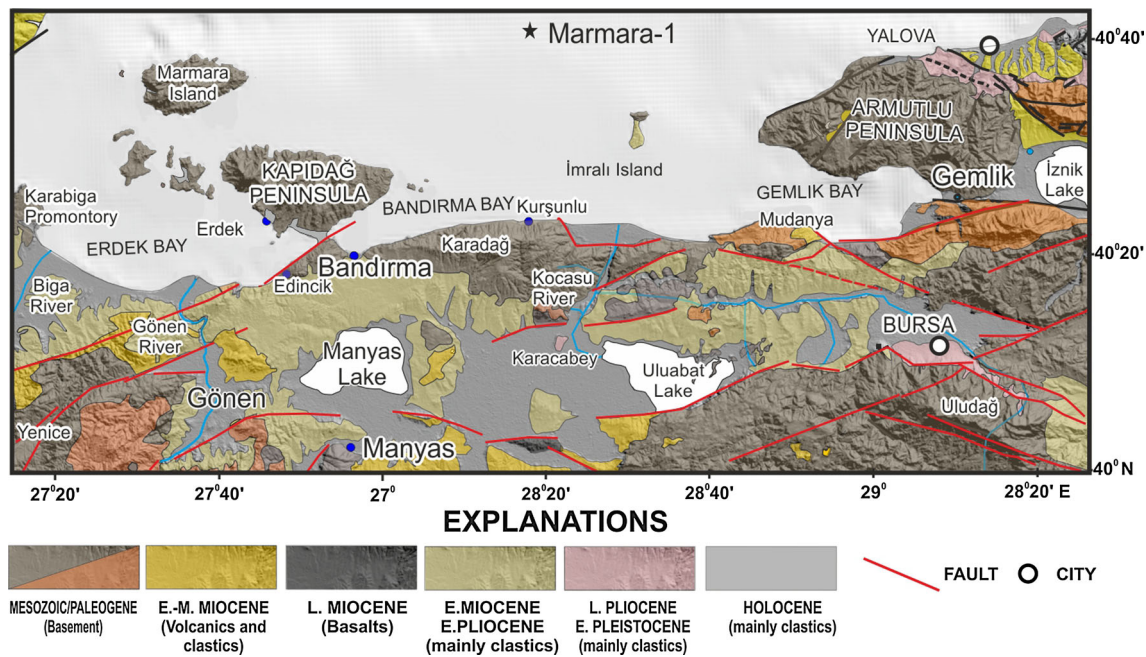 ★ Marmara-1
YALOVA
40°40'
Marmara
Island
ARMUTLU
PENINSULA
KAPIDAĞ
PENINSULA
İmralı Island
Gemlik
İznik
Lake
Karabiga
Promontory
Erdek
BANDIRMA BAY
Kurşunlu
GEMLIK BAY
Mudanya
ERDEK BAY
Karadağ
40°20'
Bandırma
Edincik
Biga
River
Kocasu
River
Gönen
River
BURSA
Manyas
Lake
Karacabey
Uluabat
Lake
Gönen
Uludağ
Yenice
Manyas
40°N
27°20'
27°40'
27°
28°20'
28°40'
29°
28°20' E
EXPLANATIONS
MESOZOIC/PALEOGENE
(Basement)
E.-M. MIOCENE
(Volcanics and
clastics)
L. MIOCENE
(Basalts)
E.MIOCENE
E.PLIOCENE
(mainly clastics)
L. PLIOCENE
E. PLEISTOCENE
(mainly clastics)
HOLOCENE
(mainly clastics)
FAULT
CITY